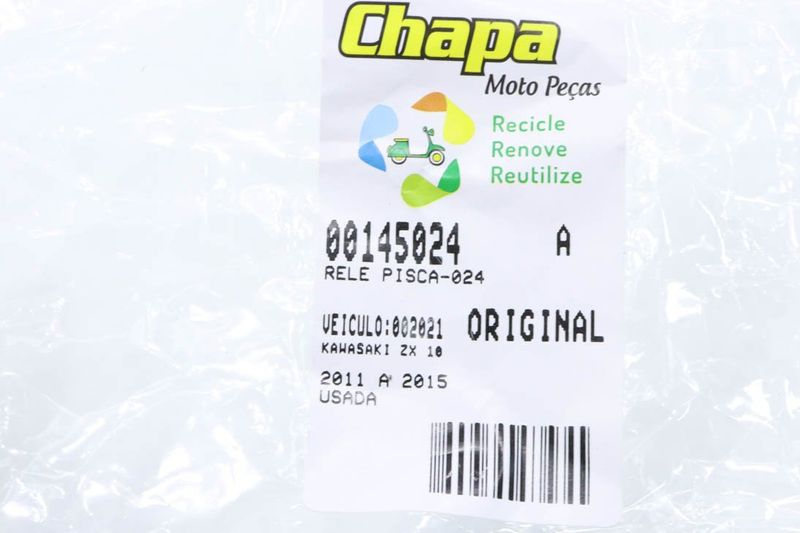 Chapa
Moto Peças
Recicle
Renove
Reutilize
00145024 A
RELE PISCA-024
VEICULO:002021 ORIGINAL
KAWASAKI ZX 10
2011 A 2015
USADA